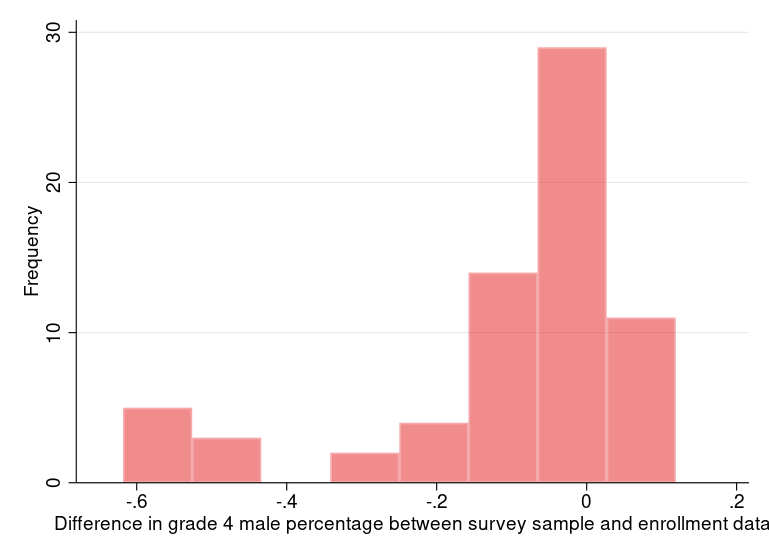 30
20
10
0
Frequency
-.6 -.4 -.2 0 .2
Difference in grade 4 male percentage between survey sample and enrollment data